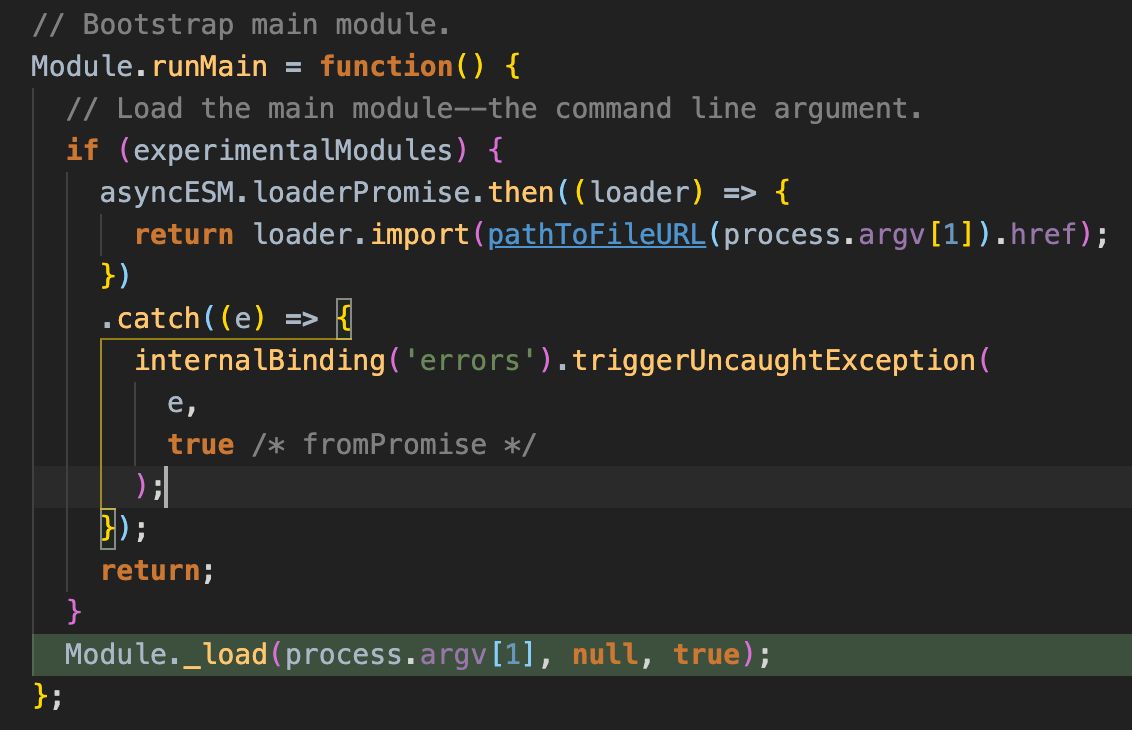 // Bootstrap main module.
Module.runMain = function() {
  // Load the main module--the command line argument.
  if (experimentalModules) {
    asyncESM.loaderPromise.then((loader) => {
      return loader.import(pathToFileURL(process.argv[1]).href);
    })
    .catch((e) => {
      internalBinding('errors').triggerUncaughtException(
        e,
        true /* fromPromise */
      );
    });
    return;
  }
  Module._load(process.argv[1], null, true);
};